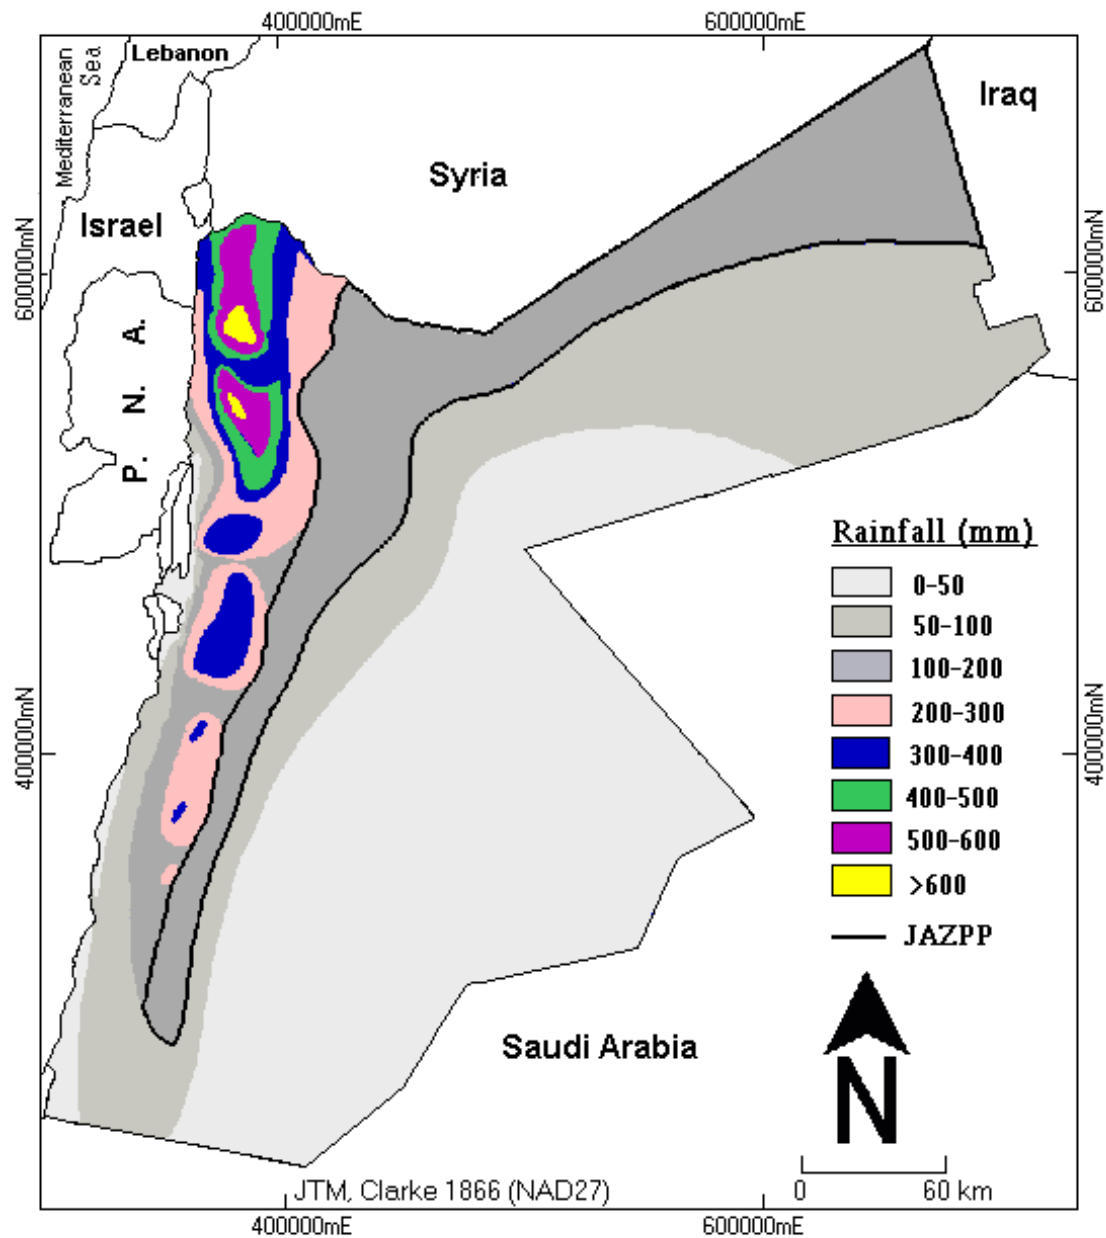 400000mE
600000mE
Mediterranean
Sea
Lebanon
Iraq
Syria
Israel
600000mN
600000mN
P. N. A.
Rainfall (mm)
0-50
50-100
100-200
200-300
300-400
400-500
500-600
>600
JAZPP
400000mN
400000mN
Saudi Arabia
N
0 60 km
JTM, Clarke 1866 (NAD27)
400000mE
600000mE